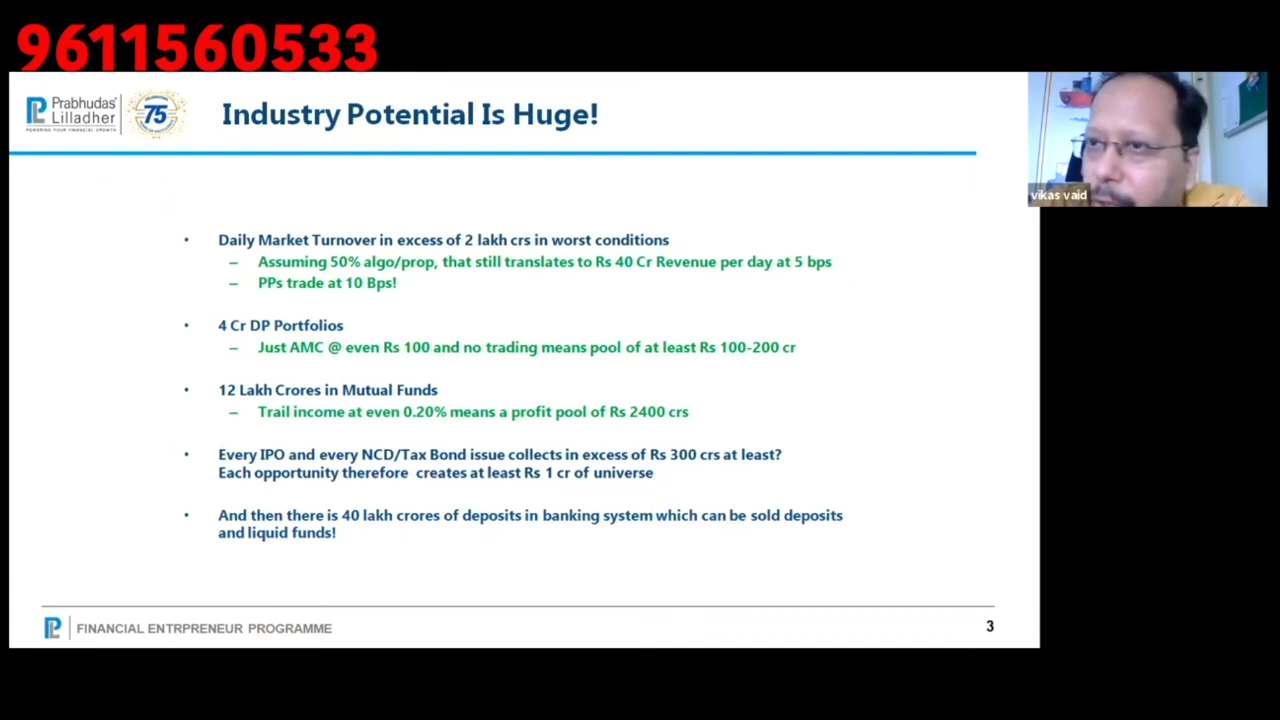 9611560533
Prabhudas
Lilladher
POWERING YOUR FINANCIAL GROWTH
75
Industry Potential Is Huge!
vikas vaid
• Daily Market Turnover in excess of 2 lakh crs in worst conditions
– Assuming 50% algo/prop, that still translates to Rs 40 Cr Revenue per day at 5 bps
– PPs trade at 10 Bps!
• 4 Cr DP Portfolios
– Just AMC @ even Rs 100 and no trading means pool of at least Rs 100-200 cr
• 12 Lakh Crores in Mutual Funds
– Trail income at even 0.20% means a profit pool of Rs 2400 crs
• Every IPO and every NCD/Tax Bond issue collects in excess of Rs 300 crs at least?
Each opportunity therefore creates at least Rs 1 cr of universe
• And then there is 40 lakh crores of deposits in banking system which can be sold deposits
and liquid funds!
FINANCIAL ENTRPRENEUR PROGRAMME
3